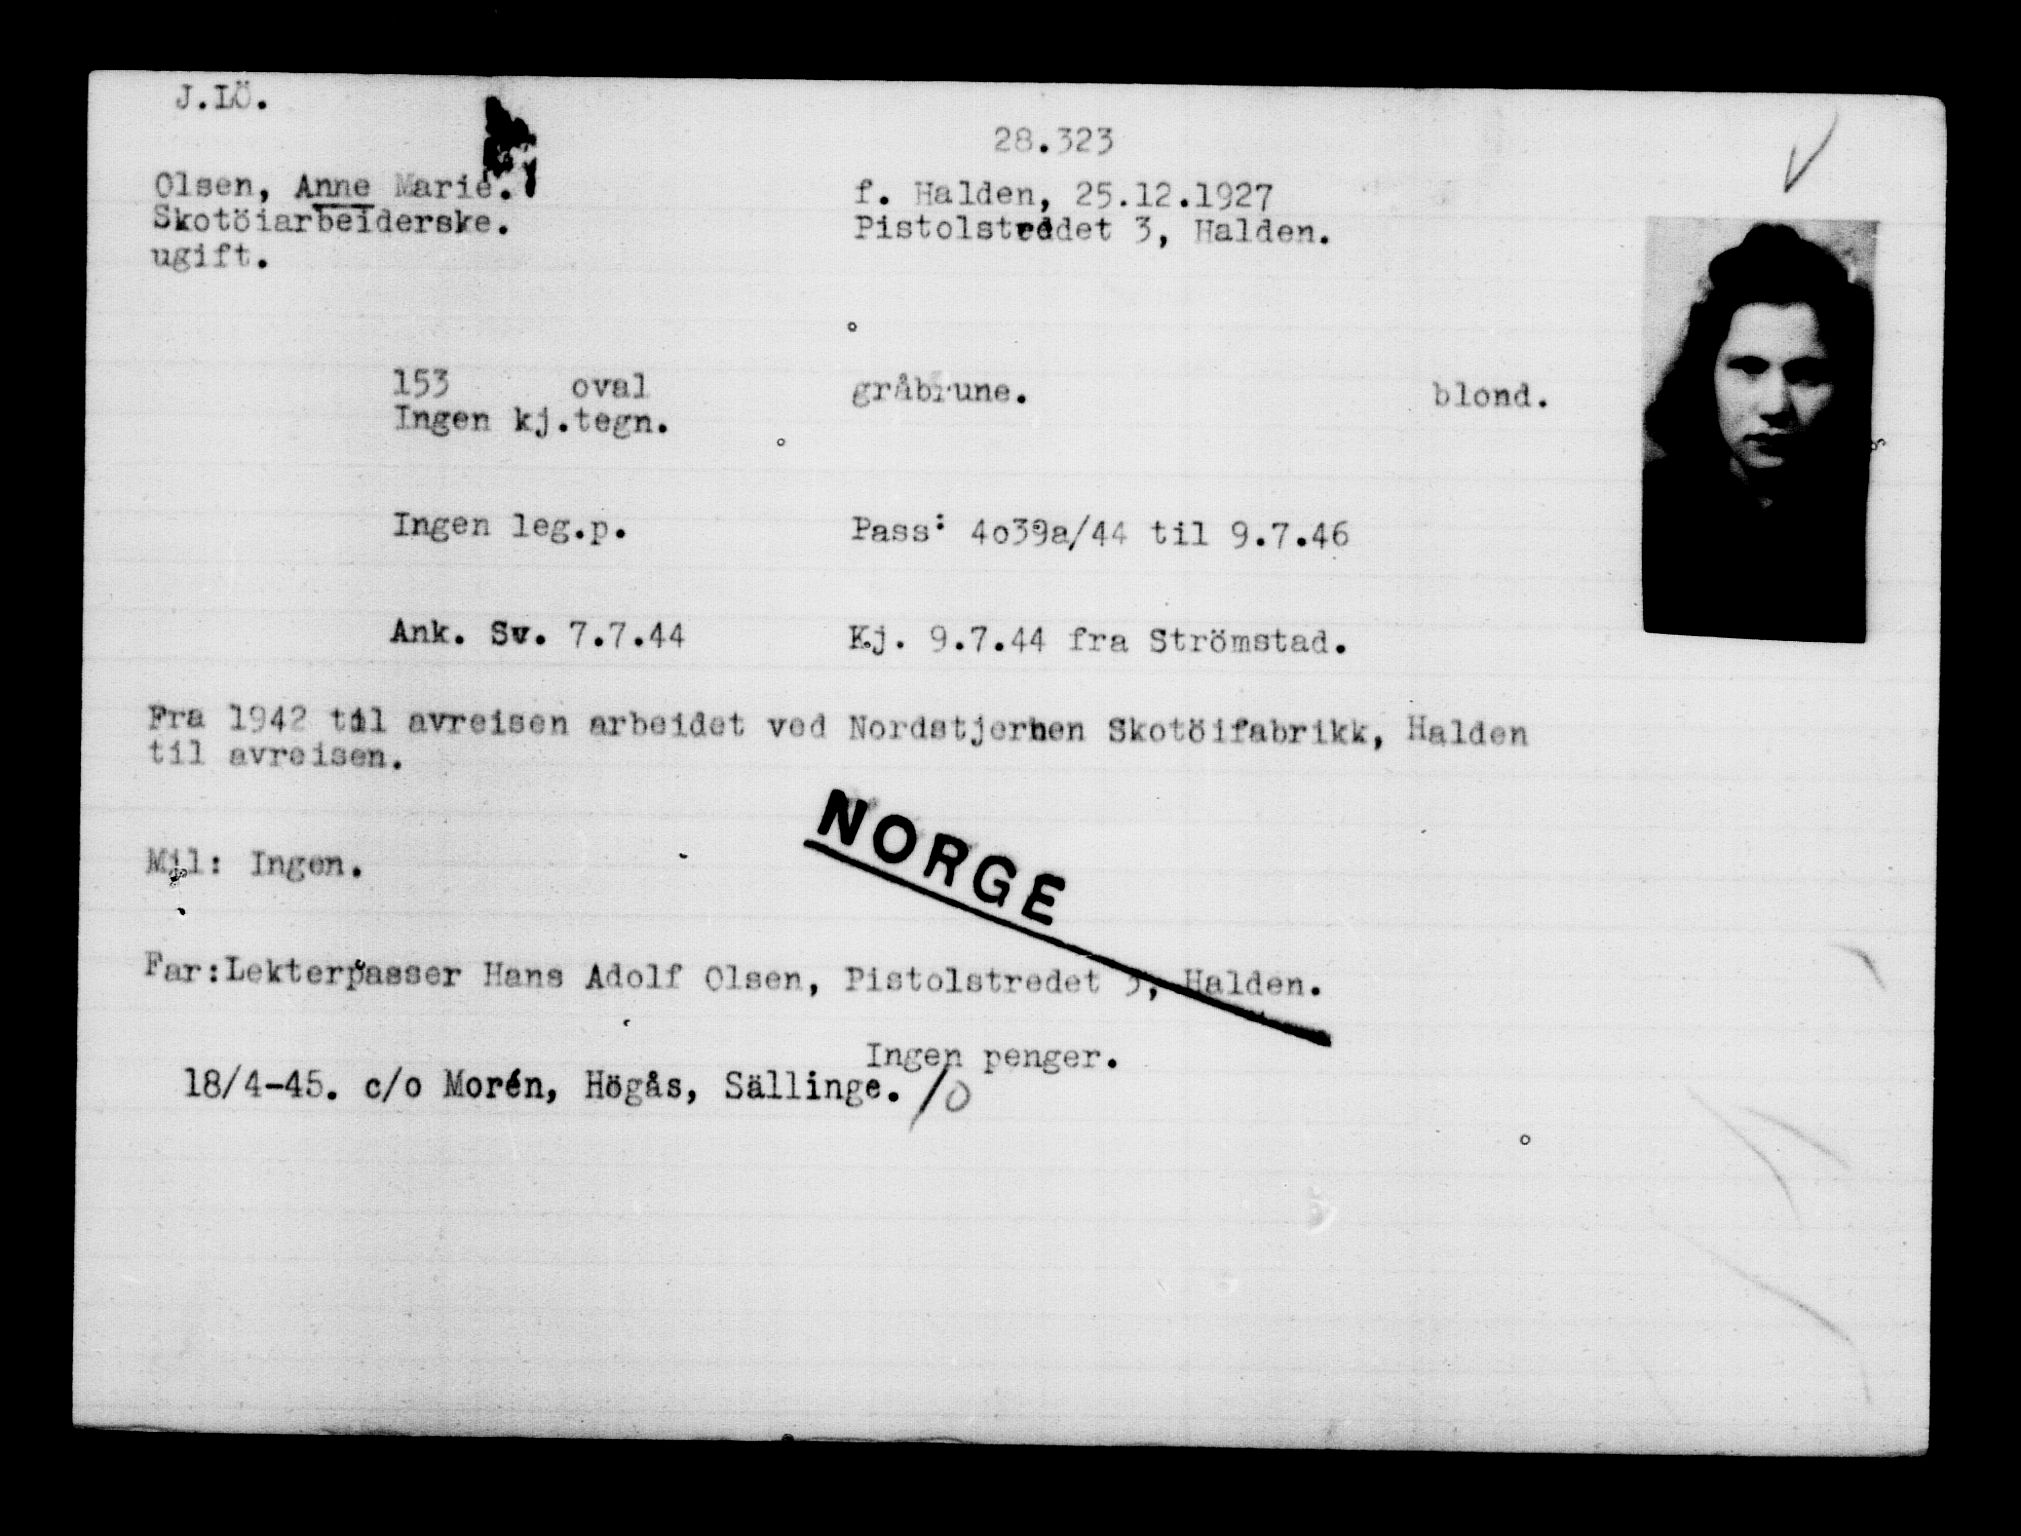 J.LÖ.
28.323
Olsen, Anne Marie.
f. Halden, 25.12.1927
Skotöiarbeiderske.
Pistolstredet 3, Halden.
ugift.
153 oval gråbrune. blond.
Ingen kj.tegn.
Ingen leg.p. Pass: 4o39a/44 til 9.7.46
Ank. Sv. 7.7.44 Kj. 9.7.44 fra Strömstad.
Fra 1942 til avreisen arbeidet ved Nordstjernen Skotöifabrikk, Halden
til avreisen.
NORGE
Mil: Ingen.
Far:Lekterpasser Hans Adolf Olsen, Pistolstredet 3, Halden.
Ingen penger.
18/4-45. c/o Morén, Högås, Sällinge. /0